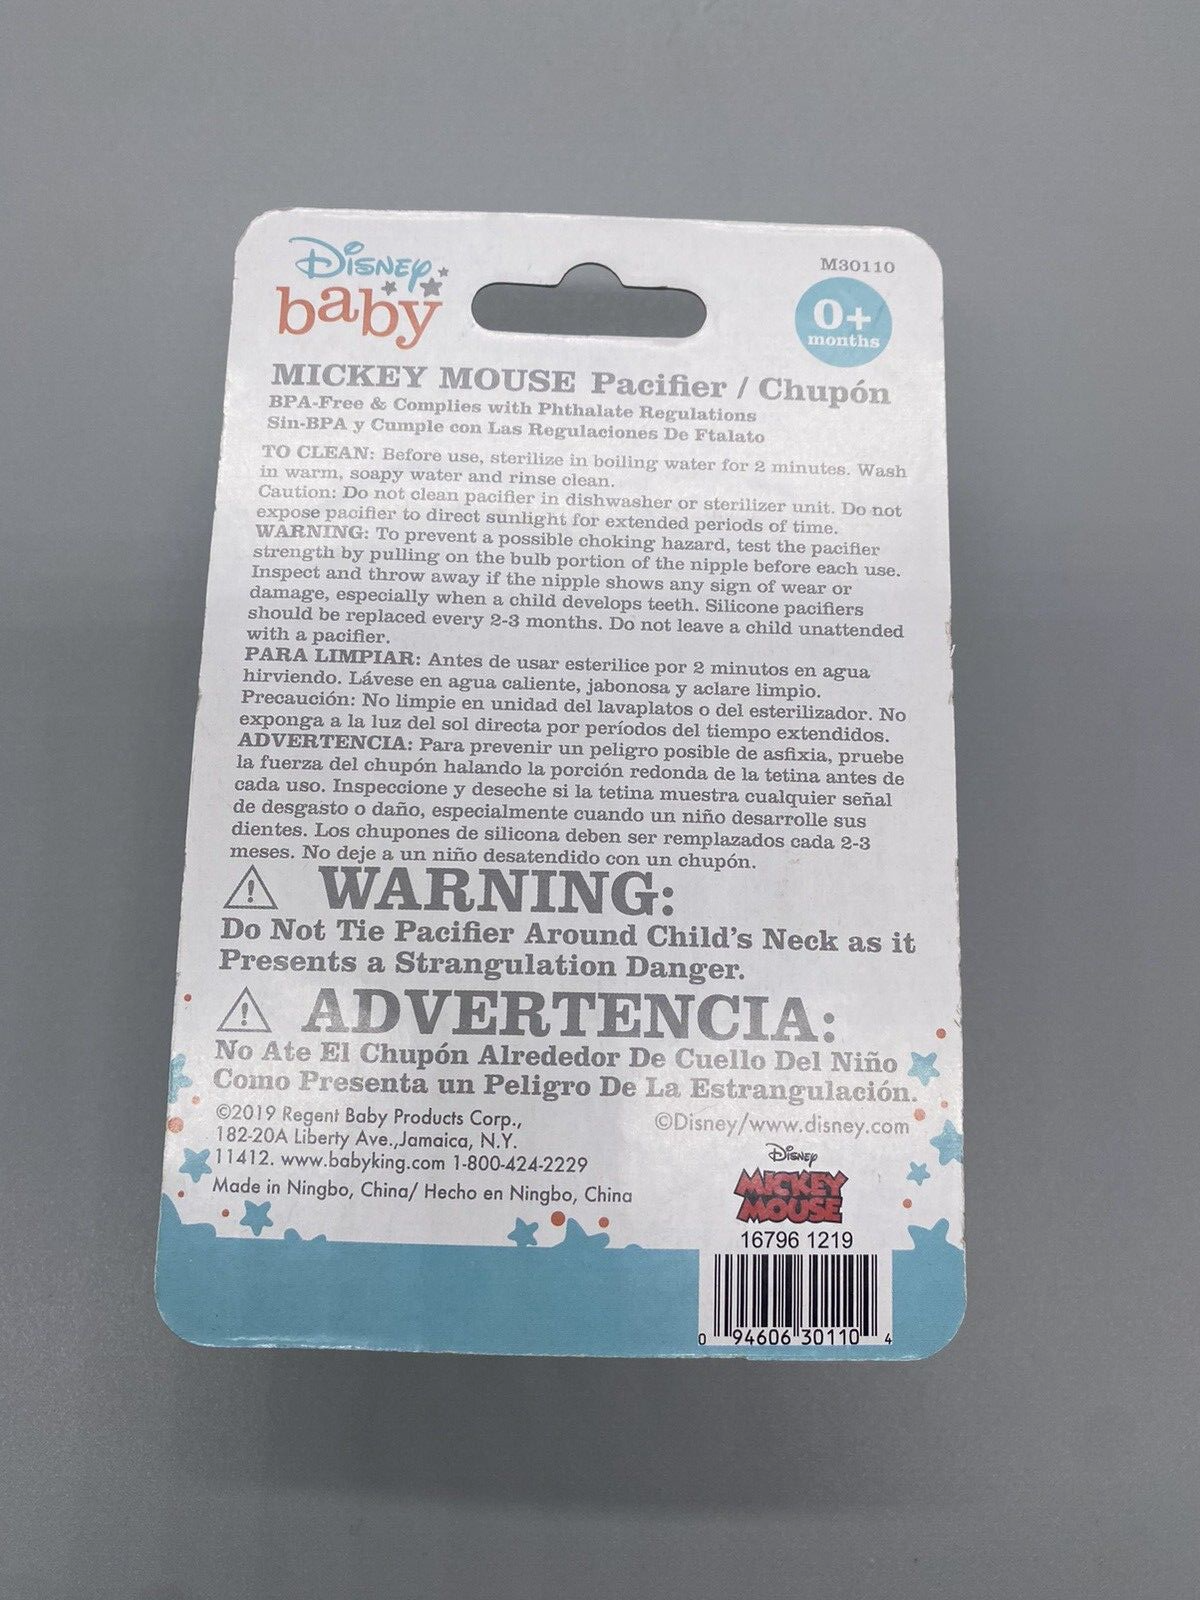 Disney
baby
M30110
0+
months
MICKEY MOUSE Pacifier / Chupón
BPA-Free & Complies with Phthalate Regulations
Sin-BPA y Cumple con Las Regulaciones De Ftalato
TO CLEAN: Before use, sterilize in boiling water for 2 minutes. Wash
in warm, soapy water and rinse clean.
Caution: Do not clean pacifier in dishwasher or sterilizer unit. Do not
expose pacifier to direct sunlight for extended periods of time.
WARNING: To prevent a possible choking hazard, test the pacifier
strength by pulling on the bulb portion of the nipple before each use.
Inspect and throw away if the nipple shows any sign of wear or
damage, especially when a child develops teeth. Silicone pacifiers
should be replaced every 2-3 months. Do not leave a child unattended
with a pacifier.
PARA LIMPIAR: Antes de usar esterilice por 2 minutos en agua
hirviendo. Lávese en agua caliente, jabonosa y aclare limpio.
Precaución: No limpie en unidad del lavaplatos o del esterilizador. No
exponga a la luz del sol directa por períodos del tiempo extendidos.
ADVERTENCIA: Para prevenir un peligro posible de asfixia, pruebe
la fuerza del chupón halando la porción redonda de la tetina antes de
cada uso. Inspeccione y deseche si la tetina muestra cualquier señal
de desgasto o daño, especialmente cuando un niño desarrolle sus
dientes. Los chupones de silicona deben ser remplazados cada 2-3
meses. No deje a un niño desatendido con un chupón.
WARNING:
Do Not Tie Pacifier Around Child's Neck as it
Presents a Strangulation Danger.
ADVERTENCIA:
No Ate El Chupón Alrededor De Cuello Del Niño
Como Presenta un Peligro De La Estrangulación.
©2019 Regent Baby Products Corp.,
182-20A Liberty Ave.,Jamaica, N.Y.
11412. www.babyking.com 1-800-424-2229
Made in Ningbo, China/ Hecho en Ningbo, China
©Disney/www.disney.com
Disney
MICKEY
MOUSE
16796 1219
0 94606 30110 4